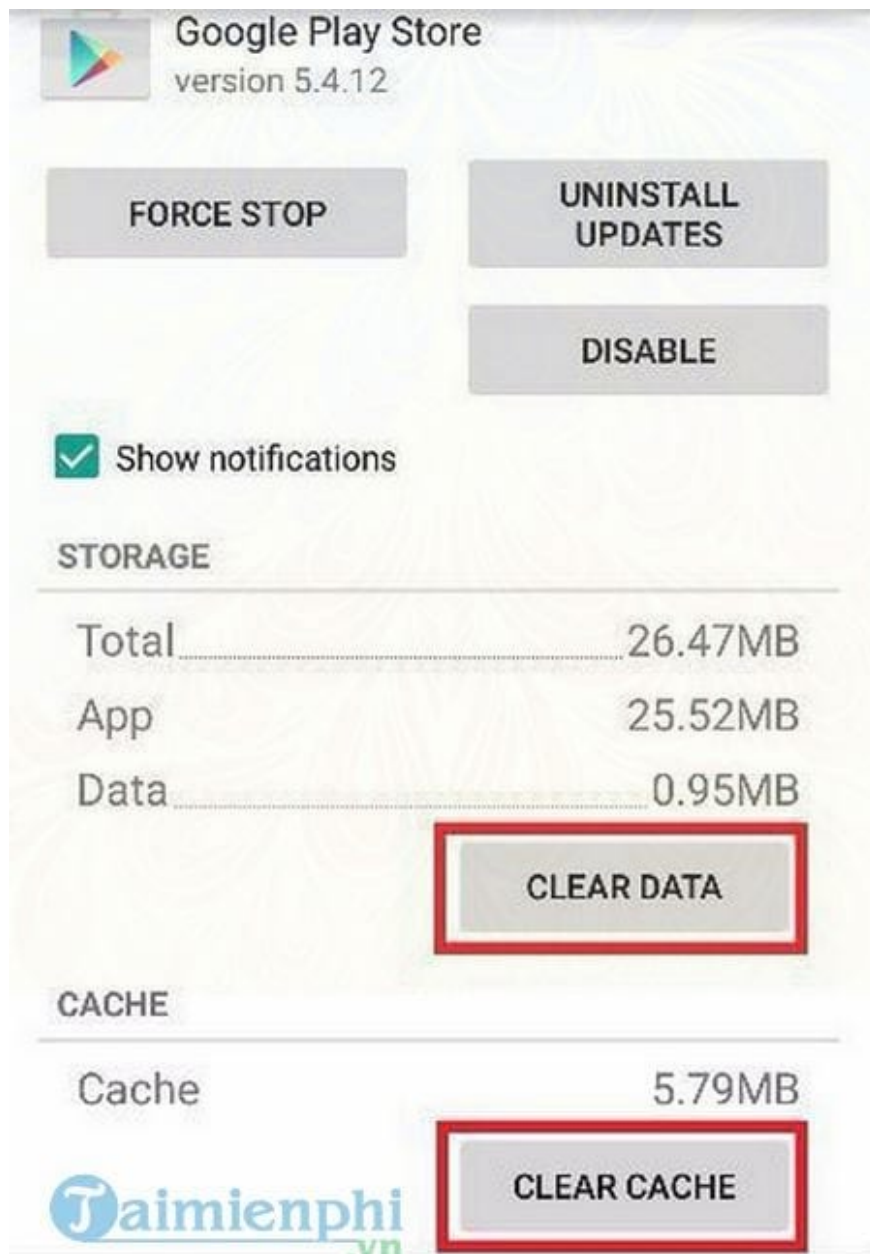 Google Play Store
version 5.4.12
FORCE STOP
UNINSTALL
UPDATES
DISABLE
Show notifications
STORAGE
Total 26.47MB
App 25.52MB
Data 0.95MB
CLEAR DATA
CACHE
Cache 5.79MB
CLEAR CACHE
Taimienphi
.vn